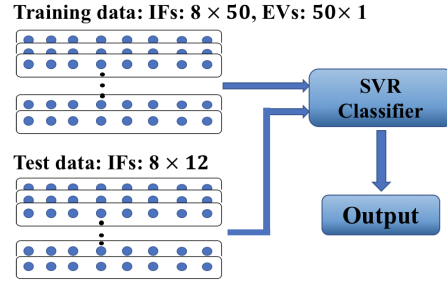 Training data: IFs: 8 × 50, EVs: 50× 1
SVR
Classifier
Test data: IFs: 8 × 12
Output